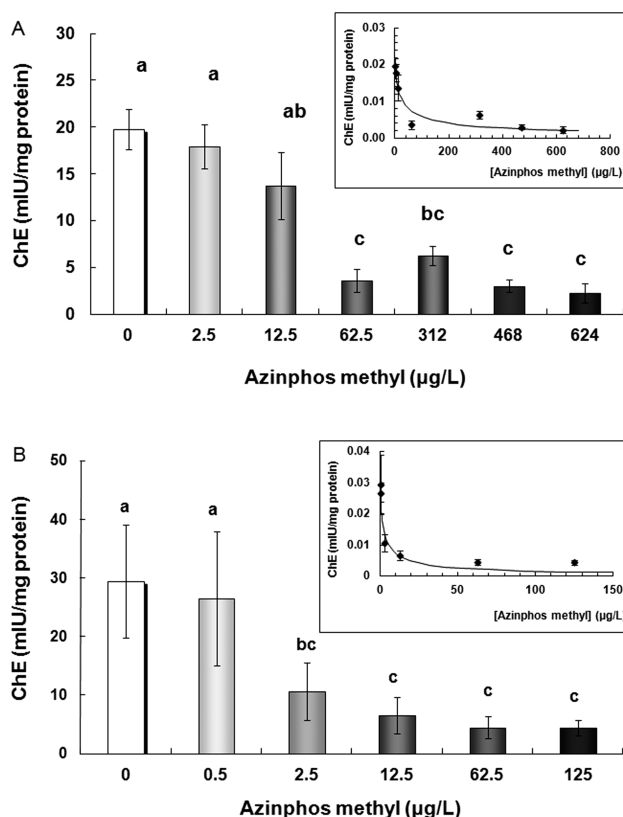 A
30
25
20
15
10
5
0
ChE (mIU/mg protein)
a
a
ab
c
bc
c
c
0 2.5 12.5 62.5 312 468 624
Azinphos methyl (µg/L)
0.03
0.02
0.01
0.00
ChE (mIU/mg protein)
0 200 400 600 800
[Azinphos methyl] (µg/L)
B
50
40
30
20
10
0
ChE (mIU/mg protein)
a
a
bc
c
c
c
0 0.5 2.5 12.5 62.5 125
Azinphos methyl (µg/L)
0.04
0.03
0.02
0.01
0
ChE (mIU/mg protein)
0 50 100 150
[Azinphos methyl] (µg/L)